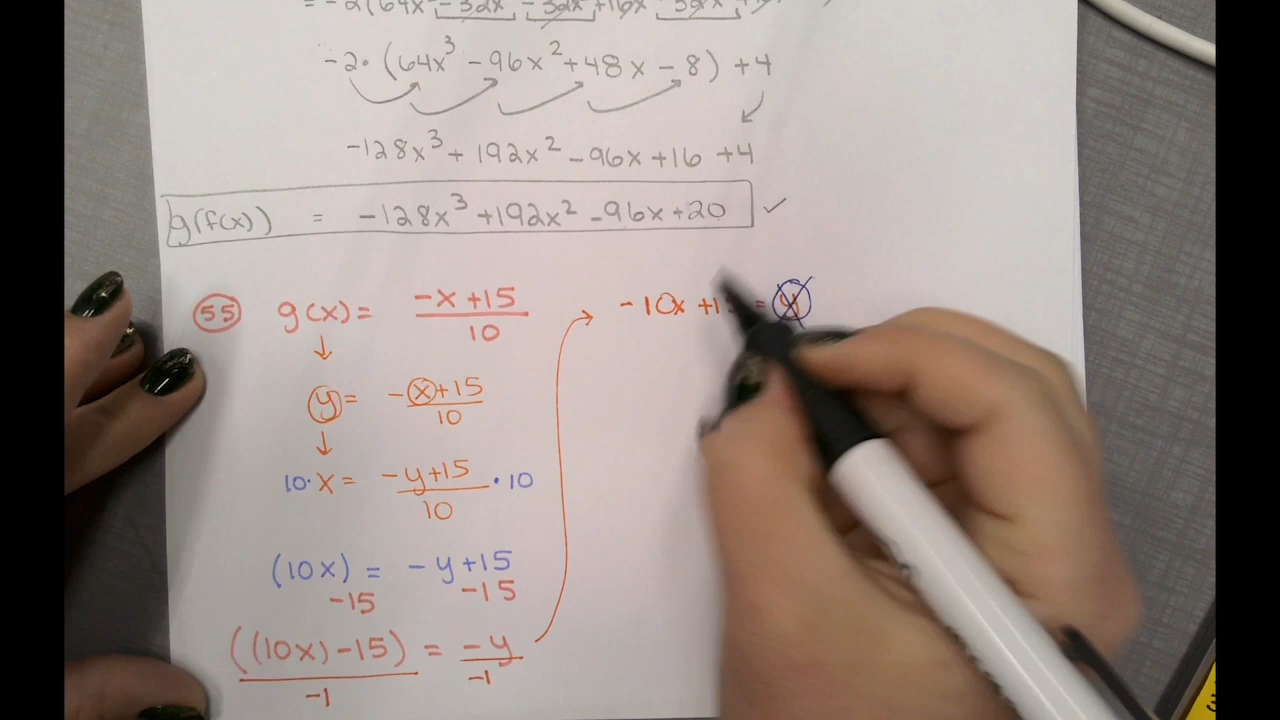 -2·(64x³ - 96x² + 48x - 8) + 4
-128x³ + 192x² - 96x + 16 + 4
g(f(x)) = -128x³ + 192x² - 96x + 20 ✓
55 g(x) = -x + 15 / 10
↓
y = -x + 15 / 10
↓
10· x = -y + 15 / 10 · 10
(10x) = -y + 15
-15 -15
((10x) - 15) / -1 = -y / -1
-10x + = y